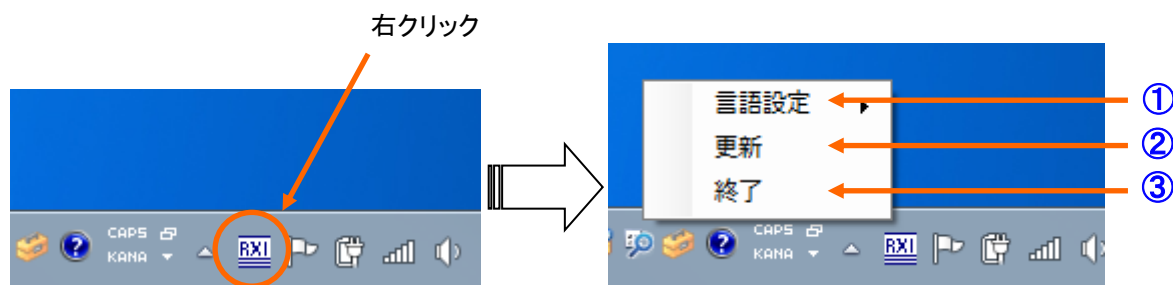 右クリック
CAPS
KANA
RXI
言語設定
更新
終了
①
②
③
CAPS
KANA
RXI